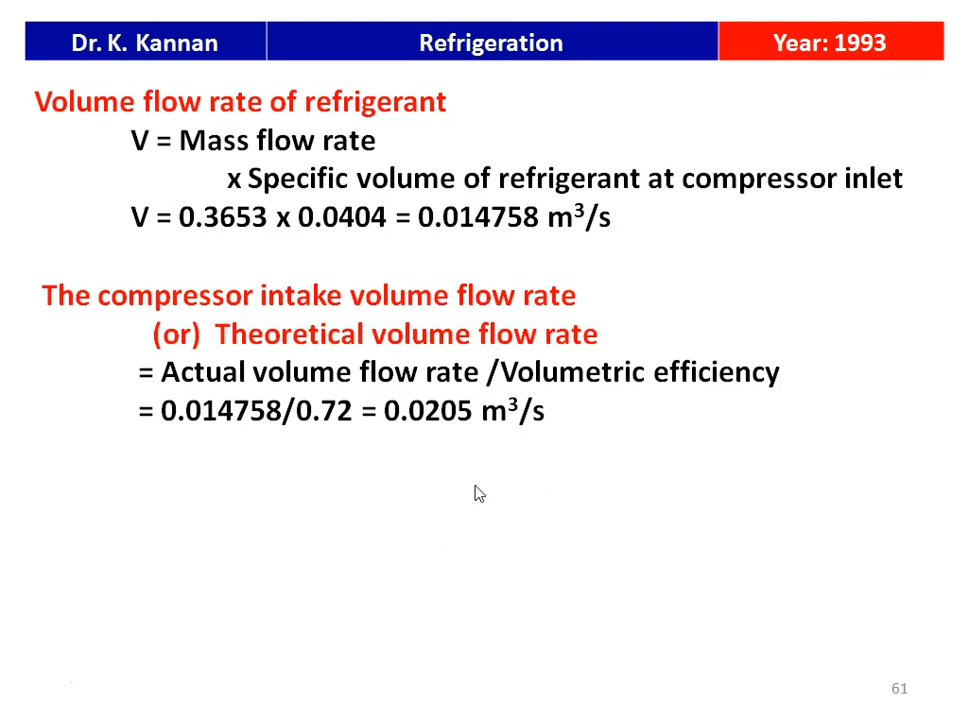 Dr. K. Kannan Refrigeration Year: 1993
Volume flow rate of refrigerant
V = Mass flow rate
x Specific volume of refrigerant at compressor inlet
V = 0.3653 x 0.0404 = 0.014758 m³/s
The compressor intake volume flow rate
(or) Theoretical volume flow rate
= Actual volume flow rate /Volumetric efficiency
= 0.014758/0.72 = 0.0205 m³/s
61